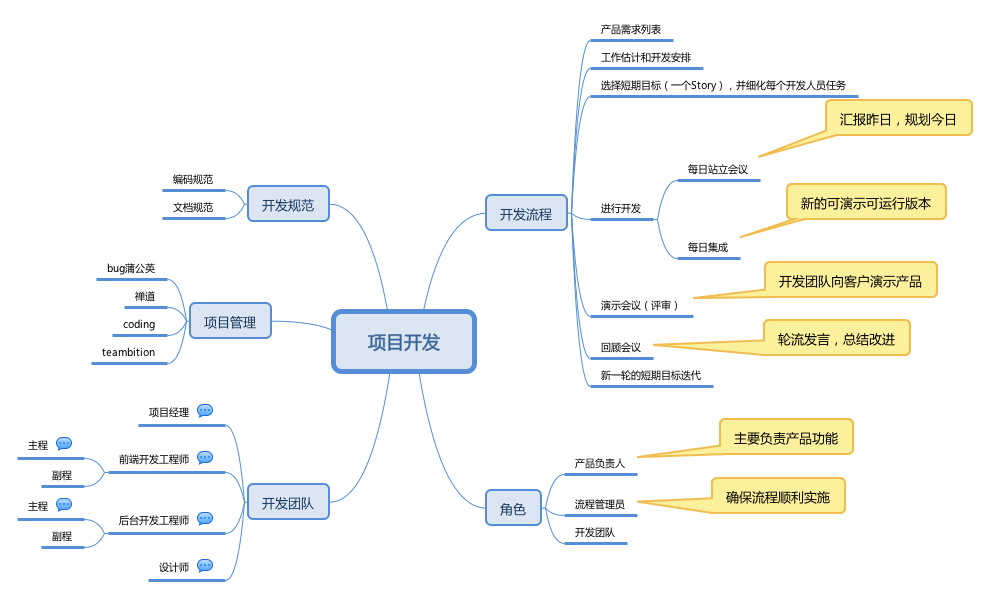 项目开发
开发流程
产品需求列表
工作估计和开发安排
选择短期目标（一个Story），并细化每个开发人员任务
进行开发
每日站立会议
汇报昨日，规划今日
每日集成
新的可演示可运行版本
演示会议（评审）
开发团队向客户演示产品
回顾会议
轮流发言，总结改进
新一轮的短期目标迭代
角色
产品负责人
主要负责产品功能
流程管理员
确保流程顺利实施
开发团队
开发规范
编码规范
文档规范
项目管理
bug蒲公英
禅道
coding
teambition
开发团队
项目经理
前端开发工程师
主程
副程
后台开发工程师
主程
副程
设计师